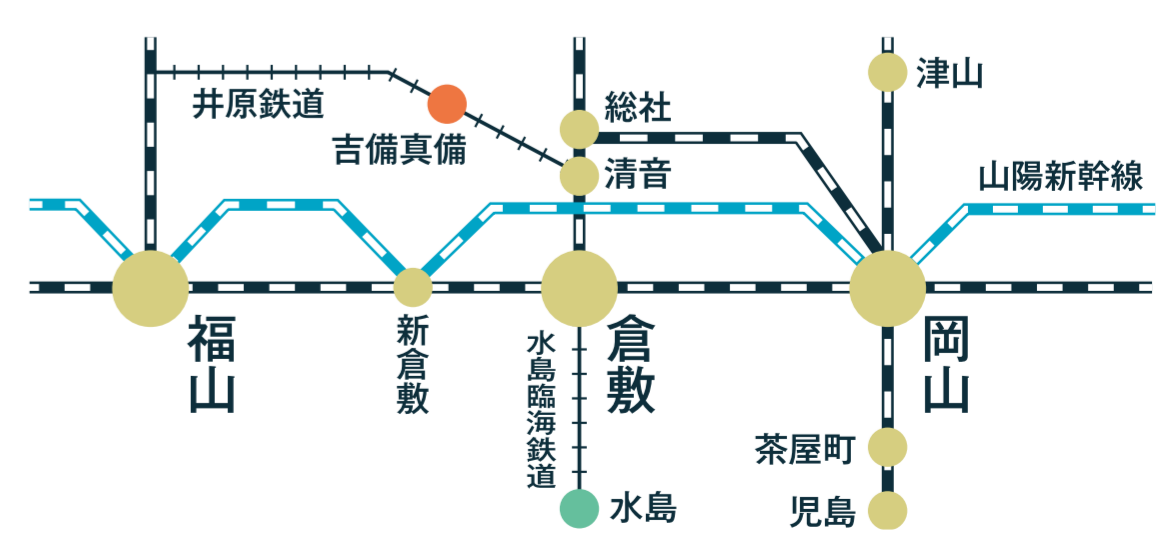 津山
総社
井原鉄道
吉備真備
清音
山陽新幹線
福山
新倉敷
水島臨海鉄道
倉敷
岡山
茶屋町
水島
児島